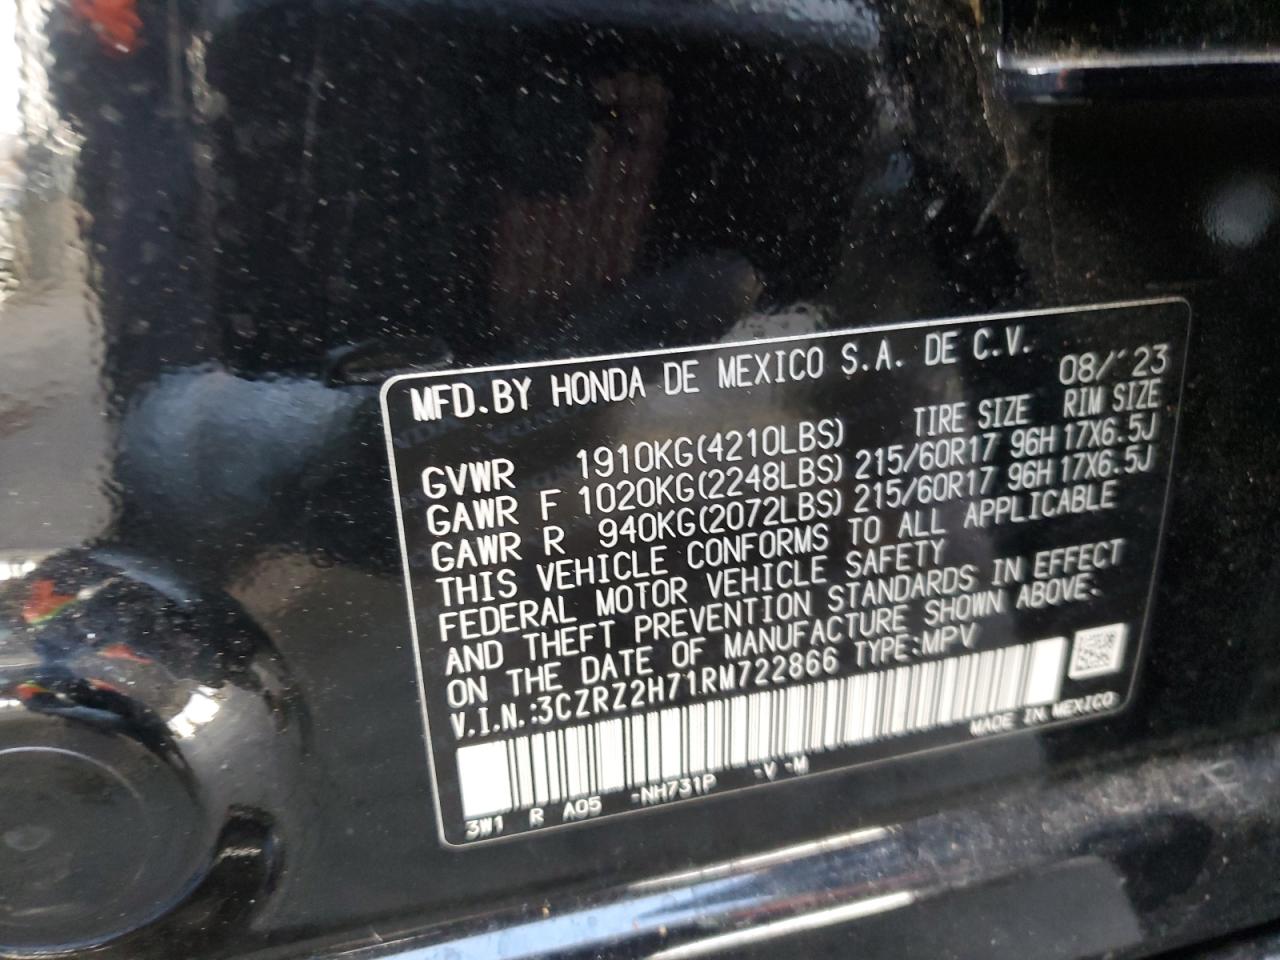 MFD.BY HONDA DE MEXICO S.A. DE C.V. 08/'23
TIRE SIZE RIM SIZE
GVWR 1910KG(4210LBS)
GAWR F 1020KG(2248LBS) 215/60R17 96H 17X6.5J
GAWR R 940KG(2072LBS) 215/60R17 96H 17X6.5J
THIS VEHICLE CONFORMS TO ALL APPLICABLE
FEDERAL MOTOR VEHICLE SAFETY
AND THEFT PREVENTION STANDARDS IN EFFECT
ON THE DATE OF MANUFACTURE SHOWN ABOVE.
V.I.N.:3CZRZ2H71RM722866 TYPE:MPV
MADE IN MEXICO
3W1 R A05 -NH731P -V -M